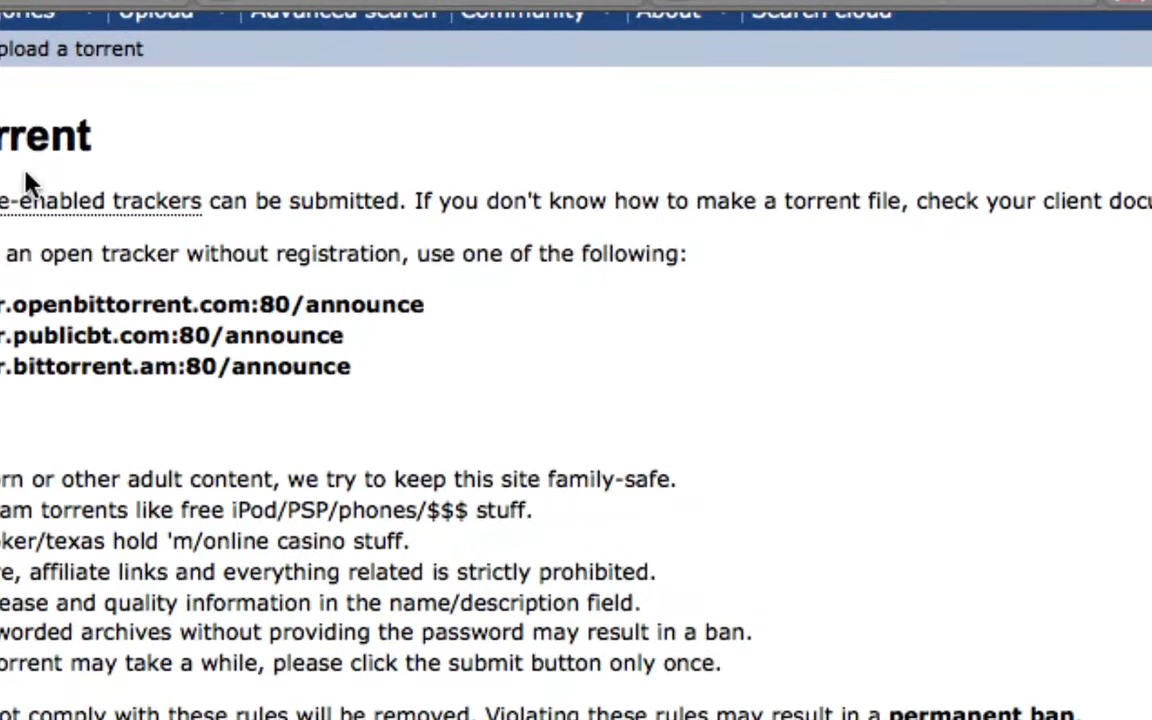 Upload Advanced search Community About Search cloud
pload a torrent
rrent
e-enabled trackers can be submitted. If you don't know how to make a torrent file, check your client docu
an open tracker without registration, use one of the following:
r.openbittorrent.com:80/announce
r.publicbt.com:80/announce
r.bittorrent.am:80/announce
rn or other adult content, we try to keep this site family-safe.
am torrents like free iPod/PSP/phones/$$$ stuff.
ker/texas hold 'm/online casino stuff.
e, affiliate links and everything related is strictly prohibited.
ease and quality information in the name/description field.
worded archives without providing the password may result in a ban.
orrent may take a while, please click the submit button only once.
ot comply with these rules will be removed. Violating these rules may result in a permanent ban.